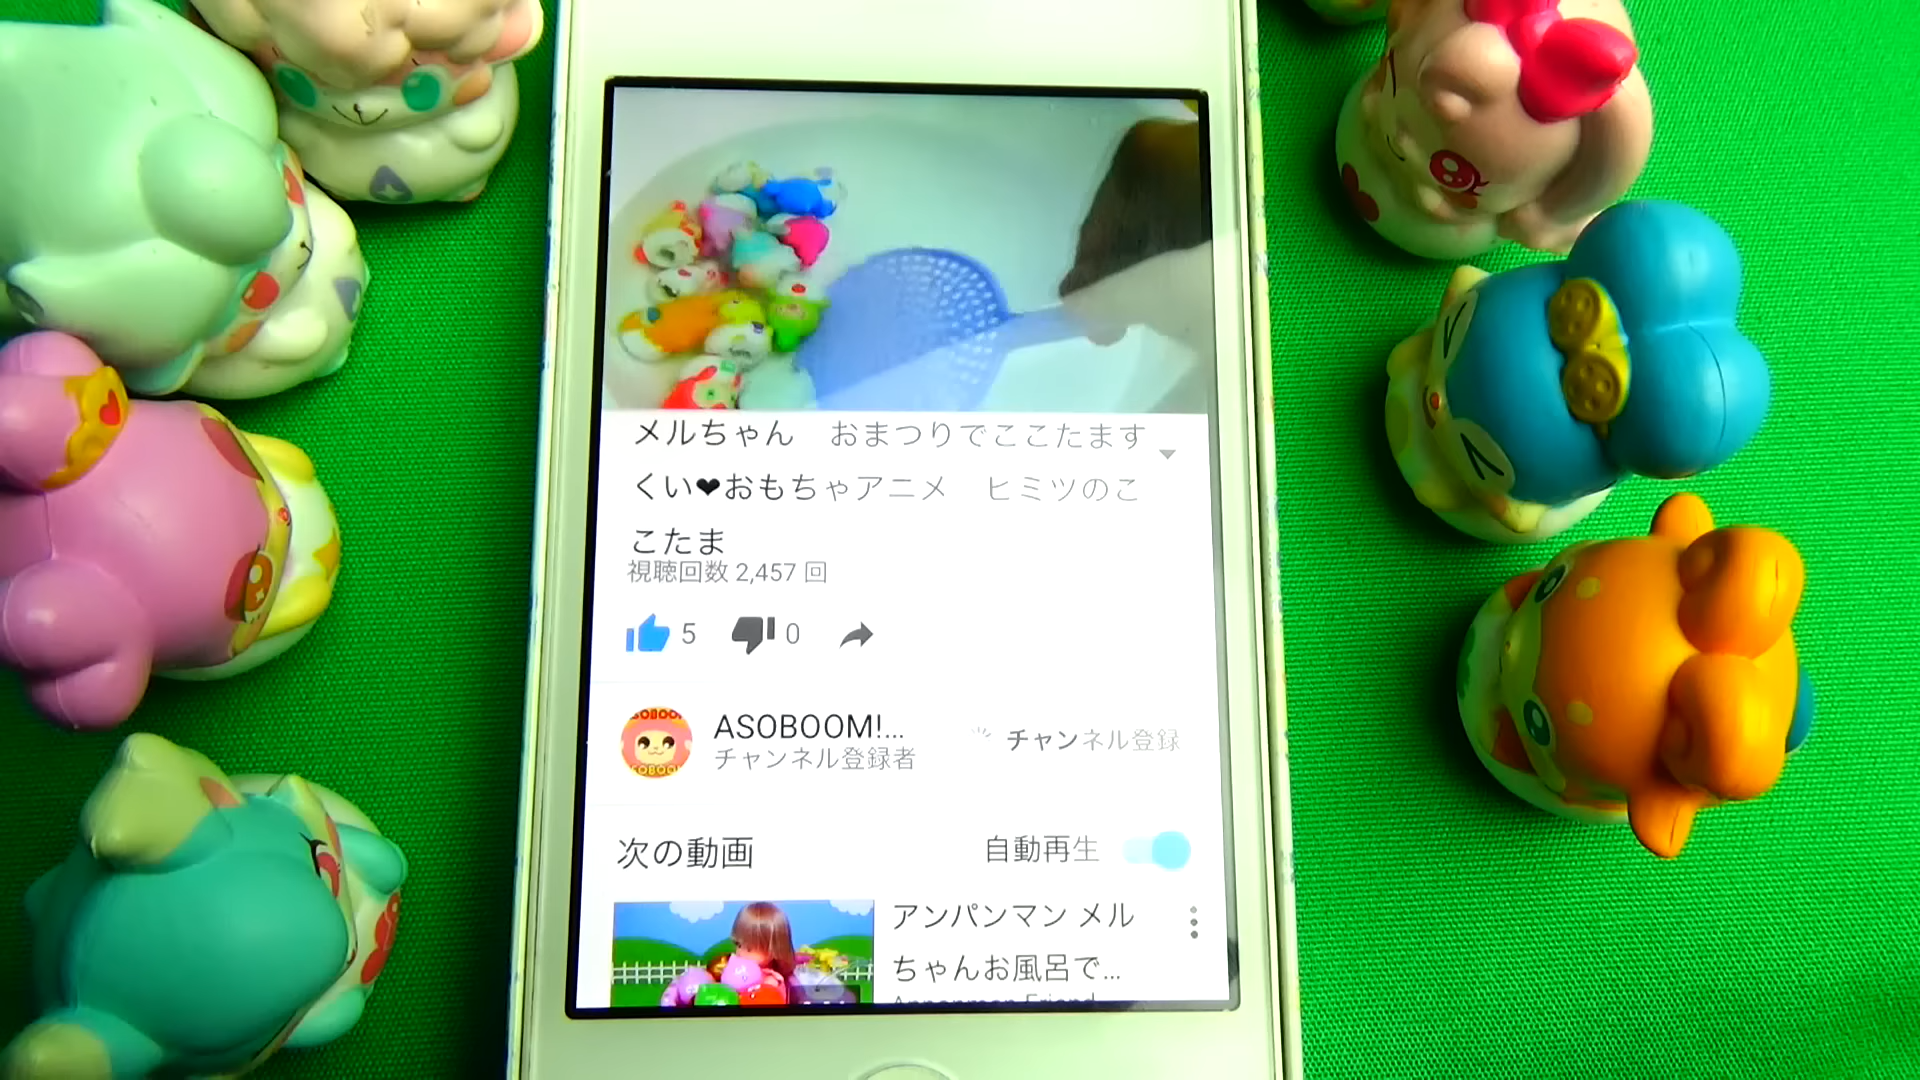 メルちゃん　おまつりでここたます
くい❤おもちゃアニメ　ヒミツのこ
こたま
視聴回数 2,457 回
5 0
ASOBOOM!...
チャンネル登録者
チャンネル登録
次の動画
自動再生
アンパンマン メル
ちゃんお風呂で...